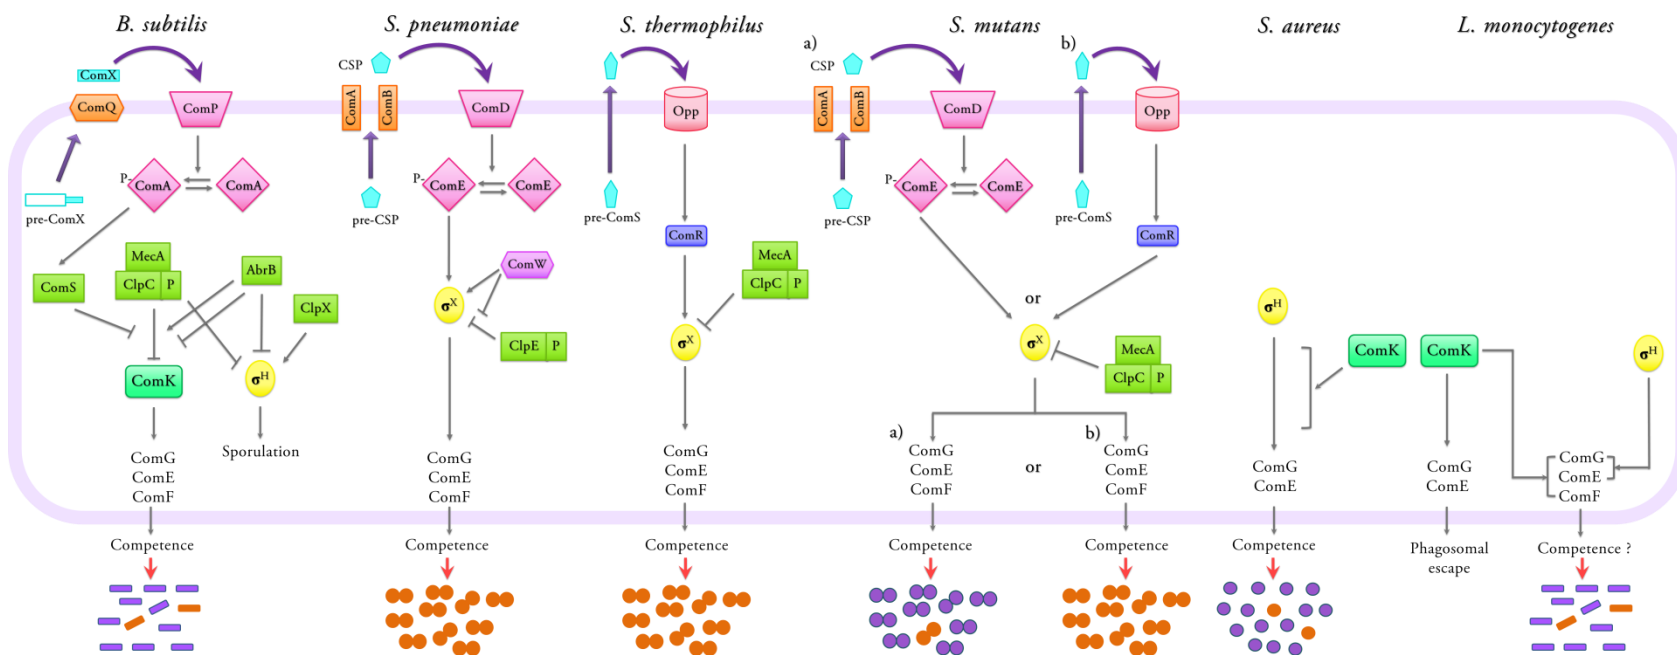 B. subtilis
S. pneumoniae
S. thermophilus
S. mutans
S. aureus
L. monocytogenes
ComX
ComQ
ComP
P-
ComA
ComA
pre-ComX
MecA
ClpC P
AbrB
ComS
ClpX
ComK
σH
Sporulation
ComG
ComE
ComF
Competence
CSP
ComA
ComB
ComD
P-
ComE
ComE
pre-CSP
ComW
σX
ClpE P
ComG
ComE
ComF
Competence
Opp
pre-ComS
ComR
MecA
ClpC P
σX
ComG
ComE
ComF
Competence
a)
CSP
ComA
ComB
ComD
P-
ComE
ComE
pre-CSP
b)
Opp
pre-ComS
ComR
or
σX
MecA
ClpC P
a)
ComG
ComE
ComF
or
b)
ComG
ComE
ComF
Competence
Competence
σH
ComK
ComG
ComE
Competence
ComK
σH
ComG
ComE
ComG
ComE
ComF
Phagosomal
escape
Competence ?